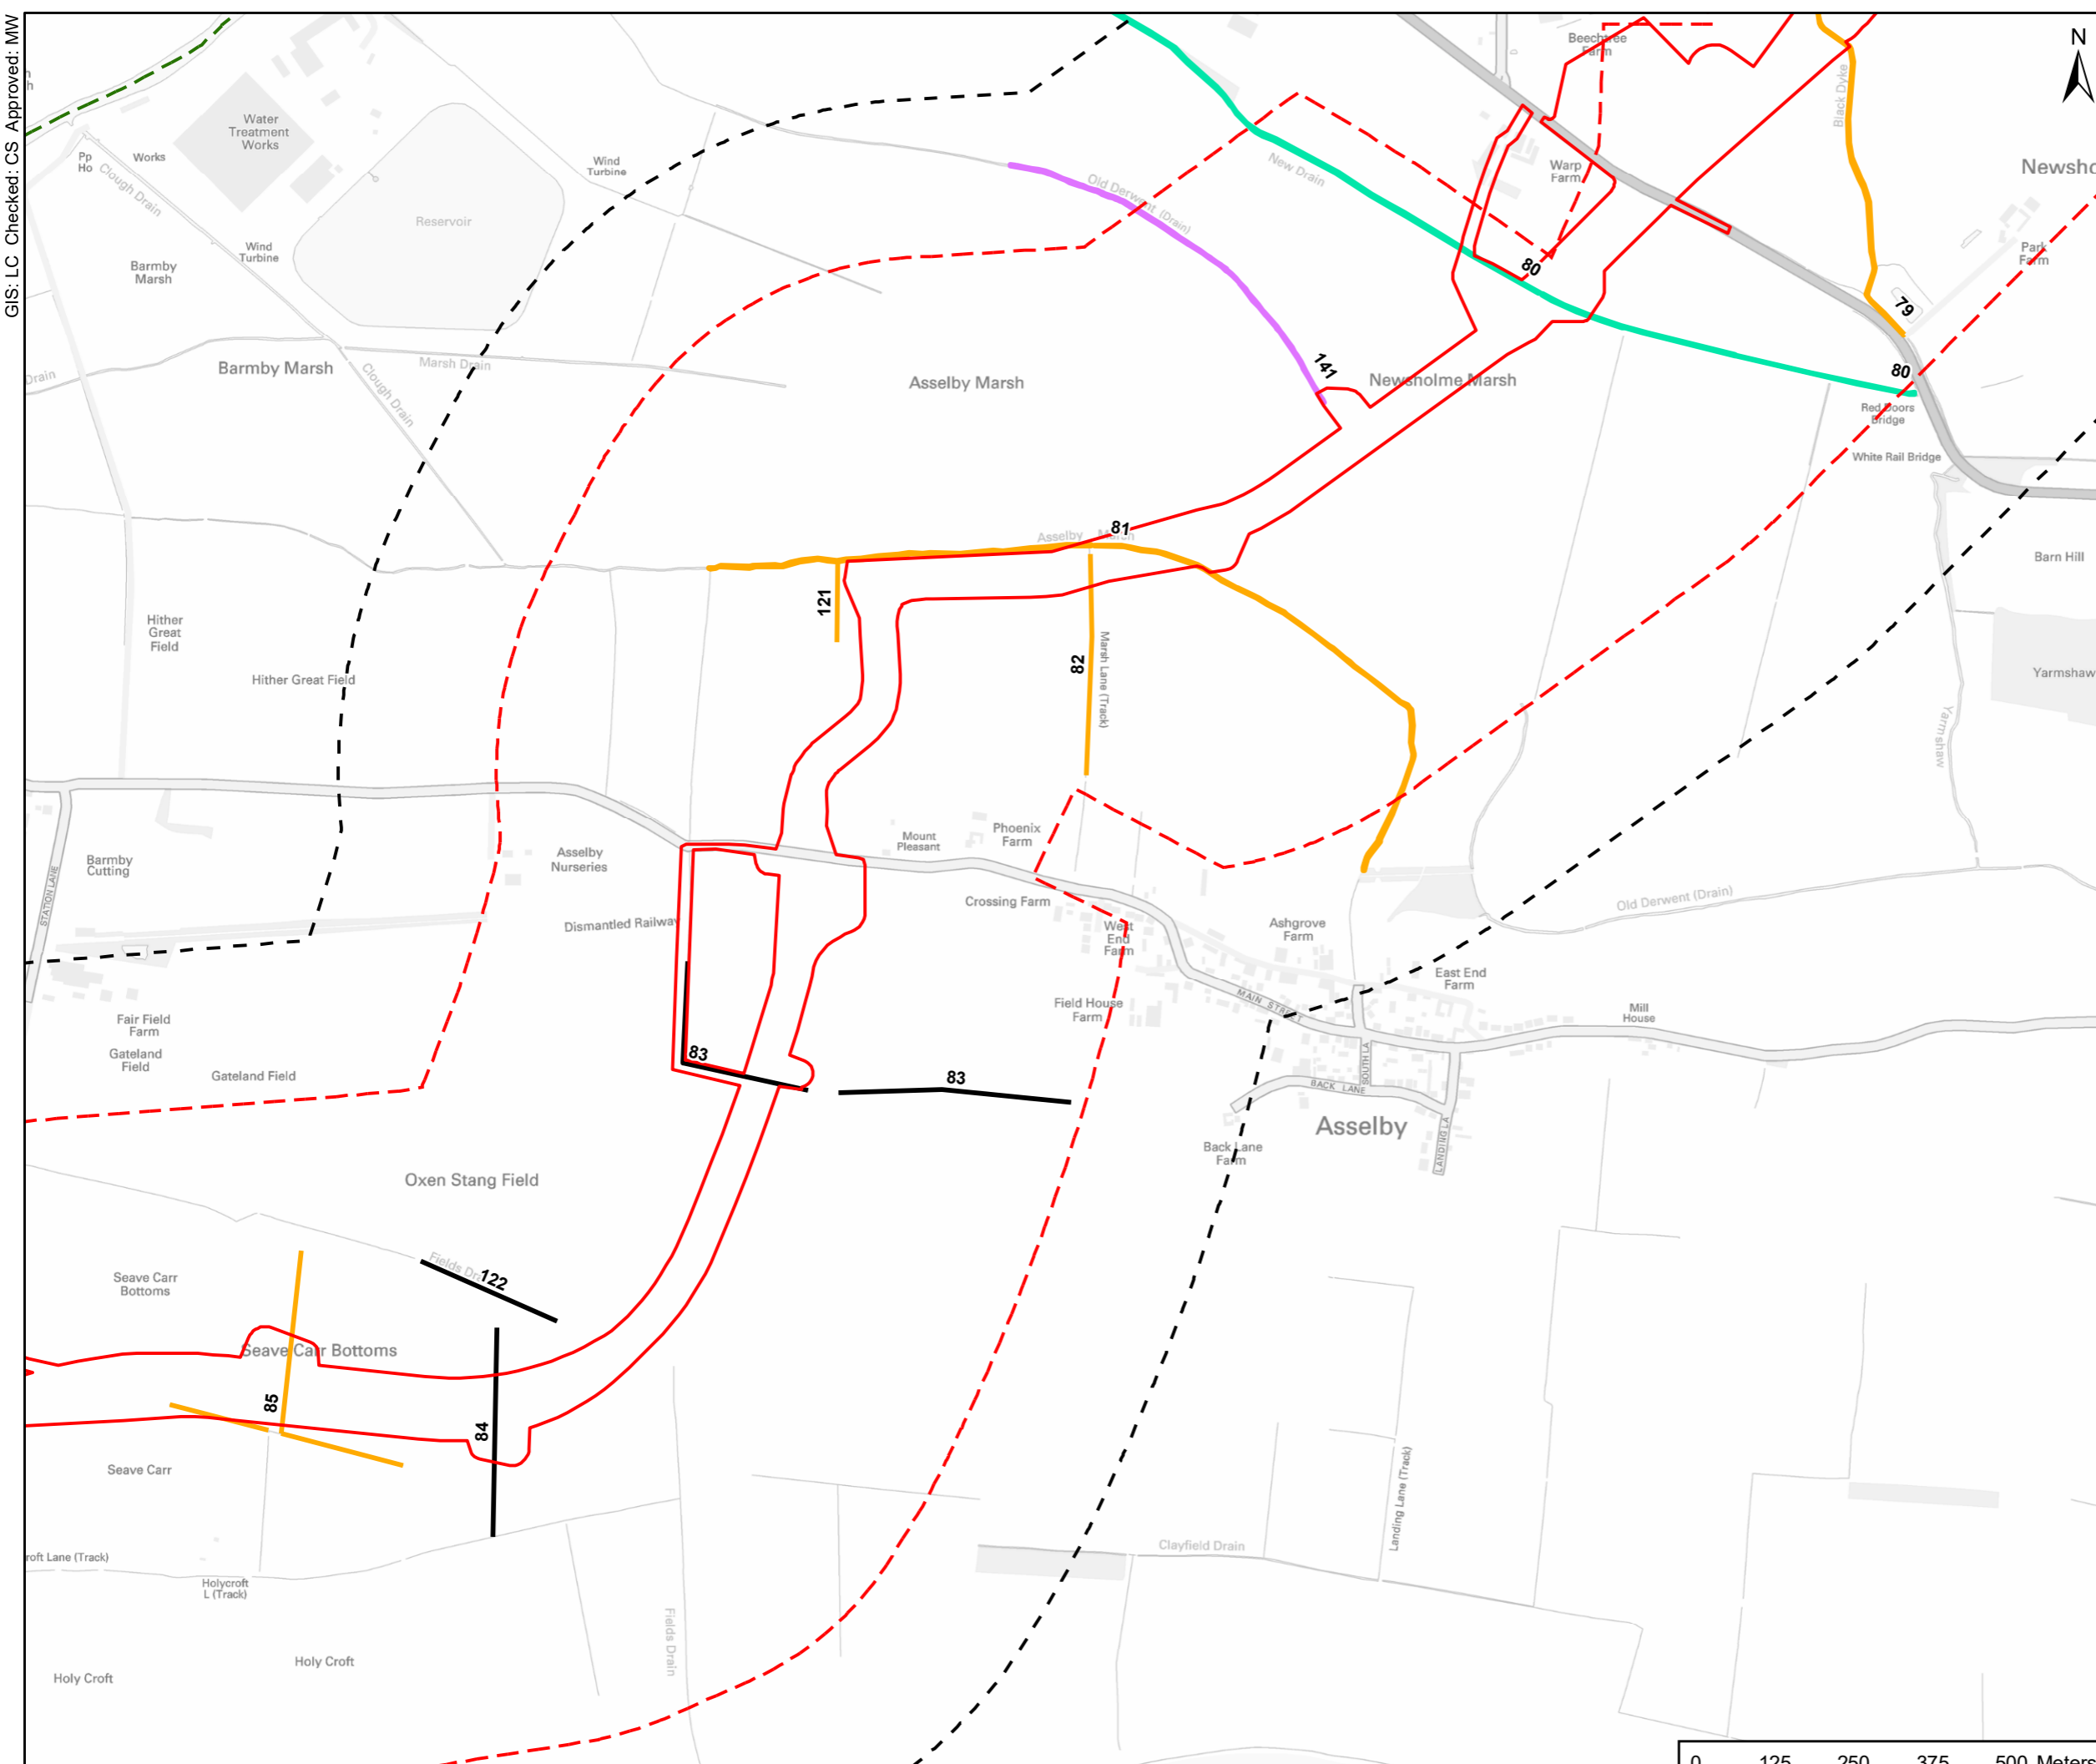 GIS: LC Checked: CS Approved: MW
N
Beechtree
Farm
Black Dyke
Water
Treatment
Works
Pp
Ho
Works
Clough Drain
Wind
Turbine
Reservoir
Wind
Turbine
Barmby
Marsh
Old Derwent (Drain)
New Drain
Warp
Farm
Newsho
Park
Farm
80
79
Barmby Marsh
Marsh Drain
Clough Drain
Drain
Asselby Marsh
141
Newsholme Marsh
80
Red Doors
Bridge
White Rail Bridge
Asselby Marsh
81
Barn Hill
121
Hither
Great
Field
Hither Great Field
82
Marsh Lane (Track)
Yarmshaw
Yarmshaw
STATION LANE
Barmby
Cutting
Asselby
Nurseries
Mount
Pleasant
Phoenix
Farm
Crossing Farm
Dismantled Railway
West
End
Farm
Ashgrove
Farm
Old Derwent (Drain)
East End
Farm
MAIN STREET
Field House
Farm
Mill
House
Fair Field
Farm
Gateland
Field
Gateland Field
83
83
SOUTH LA
BACK LANE
Asselby
LANDING LA
Back Lane
Farm
Oxen Stang Field
Fields Dra
122
Seave Carr
Bottoms
Seave Carr Bottoms
85
84
Seave Carr
Landing Lane (Track)
Clayfield Drain
roft Lane (Track)
Holycroft
L (Track)
Fields Drain
Holy Croft
Holy Croft
0 125 250 375 500 Meters